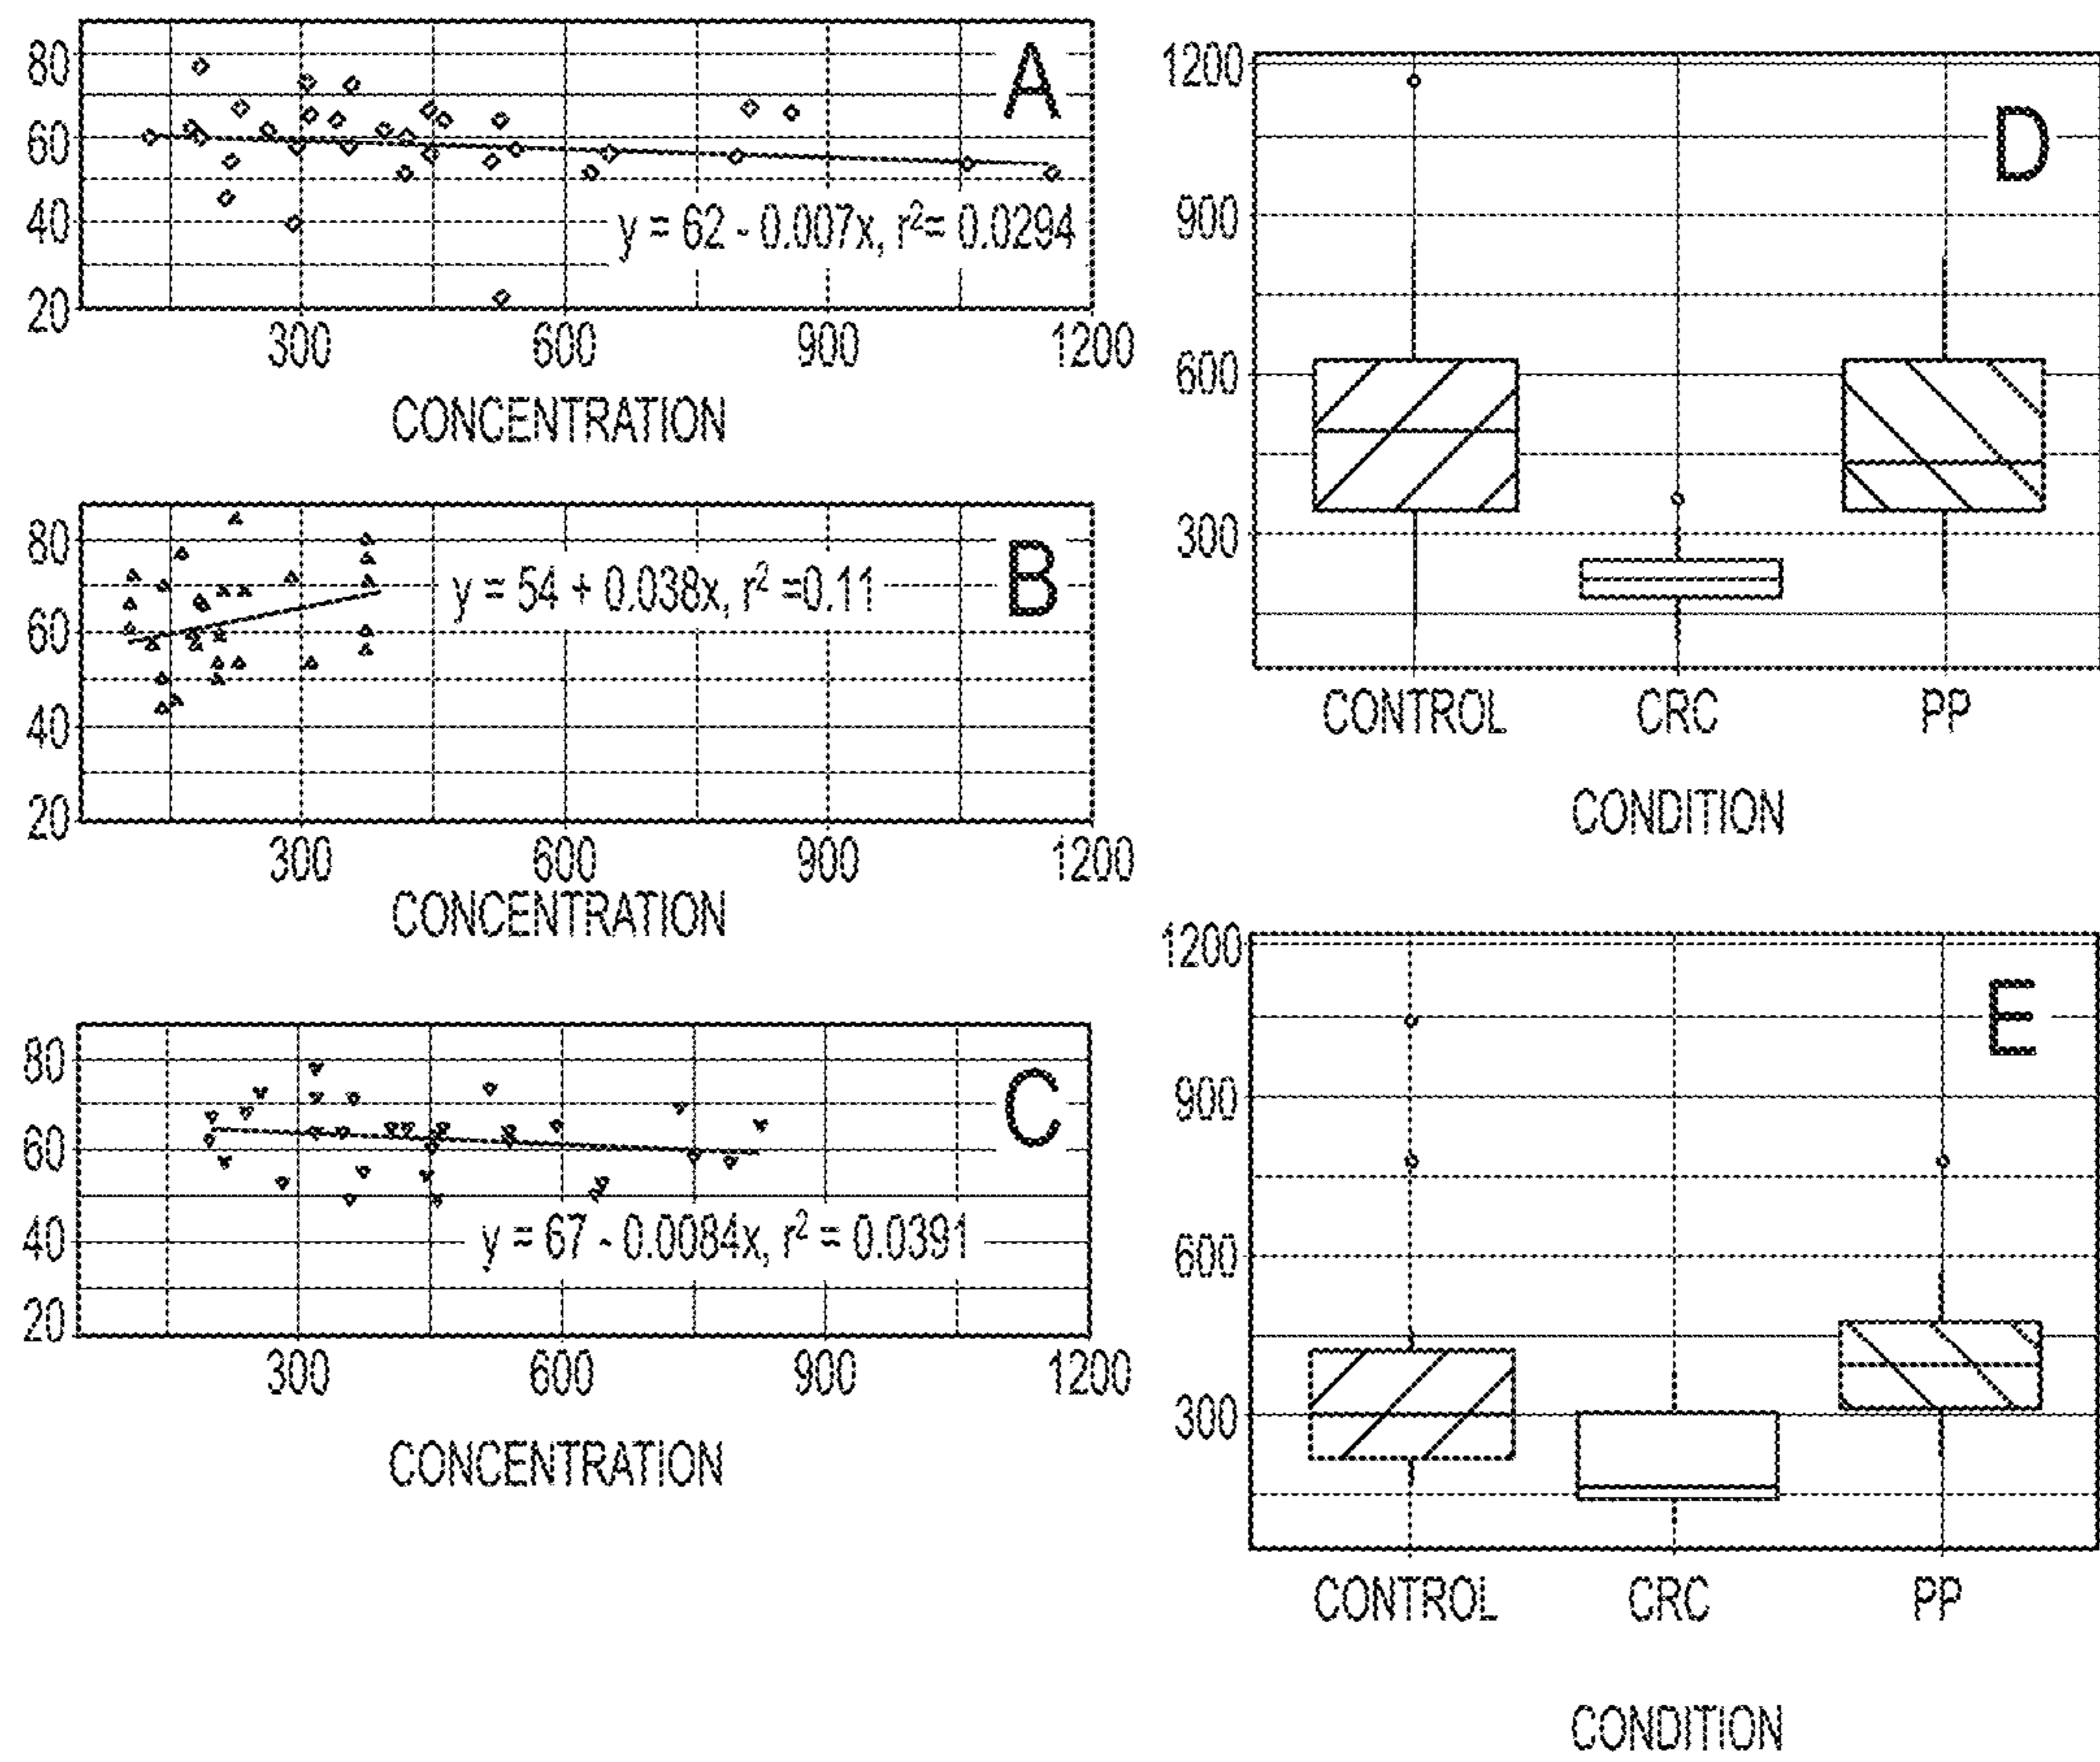 A
80
60
40
20
y = 62 - 0.007x, r²= 0.0294
300 600 900 1200
CONCENTRATION
B
80
60
40
20
y = 54 + 0.038x, r² =0.11
300 600 900 1200
CONCENTRATION
C
80
60
40
20
y = 67 - 0.0084x, r² = 0.0391
300 600 900 1200
CONCENTRATION
D
1200
900
600
300
CONTROL CRC PP
CONDITION
E
1200
900
600
300
CONTROL CRC PP
CONDITION